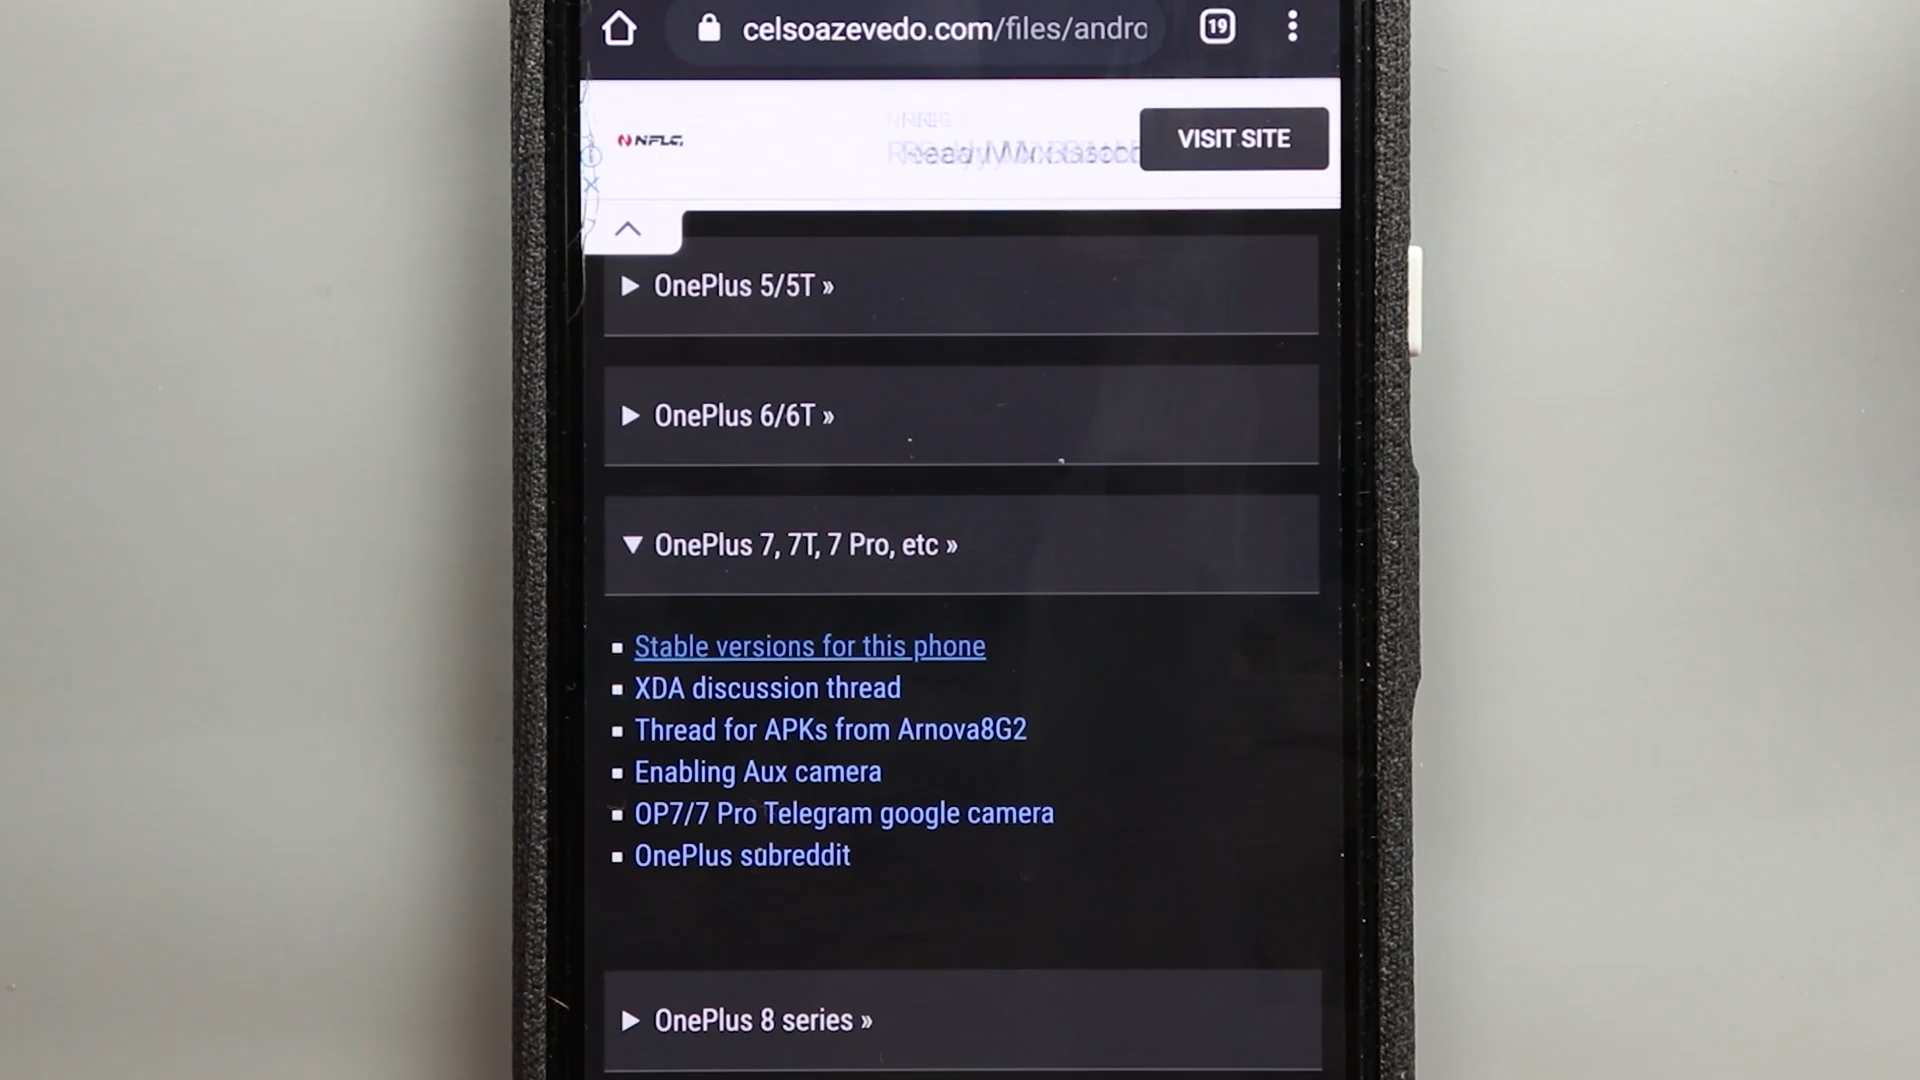 celsoazevedo.com/files/andro
19
NFLG
VISIT SITE
OnePlus 5/5T »
OnePlus 6/6T »
OnePlus 7, 7T, 7 Pro, etc »
Stable versions for this phone
XDA discussion thread
Thread for APKs from Arnova8G2
Enabling Aux camera
OP7/7 Pro Telegram google camera
OnePlus subreddit
OnePlus 8 series »